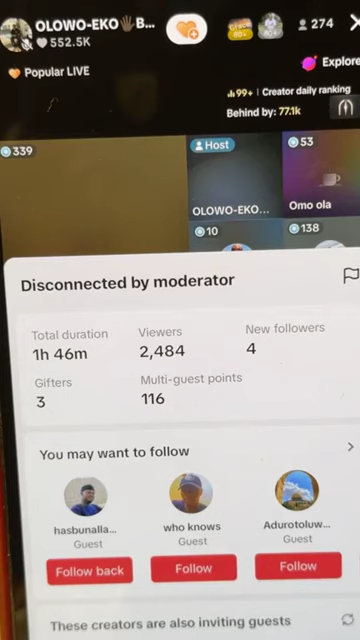 OLOWO-EKO🖐🏿B...
552.5K
274
Popular LIVE
Explore
99+ | Creator daily ranking
Behind by: 77.1k
339
Host
53
OLOWO-EKO...
Omo ola
10
138
Disconnected by moderator
Total duration
Viewers
New followers
1h 46m
2,484
4
Gifters
Multi-guest points
3
116
You may want to follow
hasbunalla...
who knows
Adurotoluw...
Guest
Guest
Guest
Follow back
Follow
Follow
These creators are also inviting guests